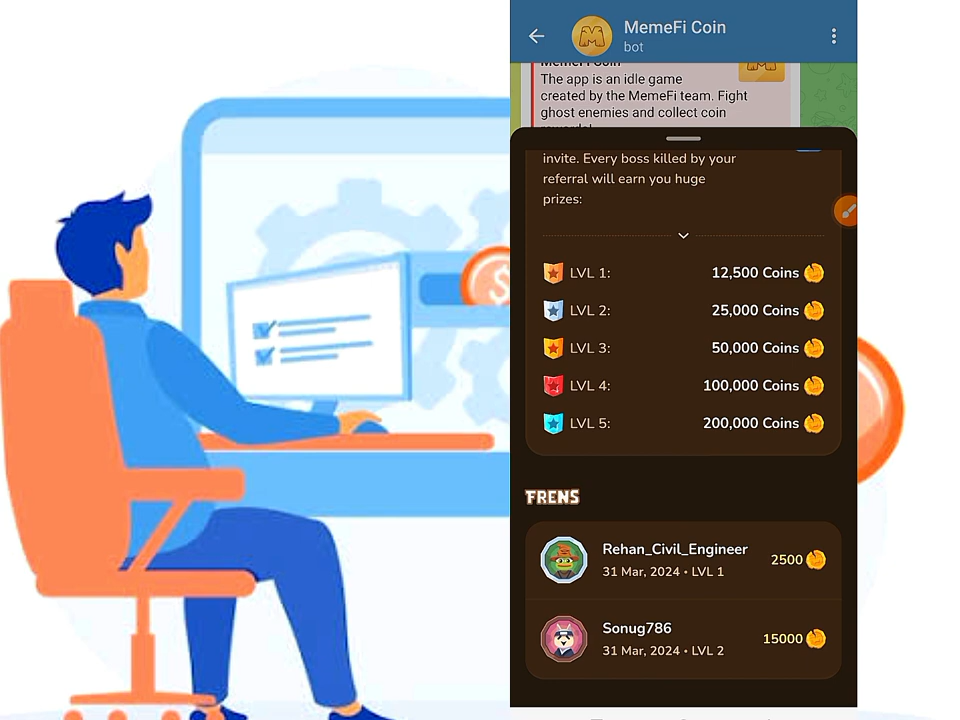 MemeFi Coin
bot
MemeFi Coin
The app is an idle game
created by the MemeFi team. Fight
ghost enemies and collect coin
rewards!
invite. Every boss killed by your
referral will earn you huge
prizes:
LVL 1: 12,500 Coins
LVL 2: 25,000 Coins
LVL 3: 50,000 Coins
LVL 4: 100,000 Coins
LVL 5: 200,000 Coins
FRENS
Rehan_Civil_Engineer 2500
31 Mar, 2024 • LVL 1
Sonug786 15000
31 Mar, 2024 • LVL 2